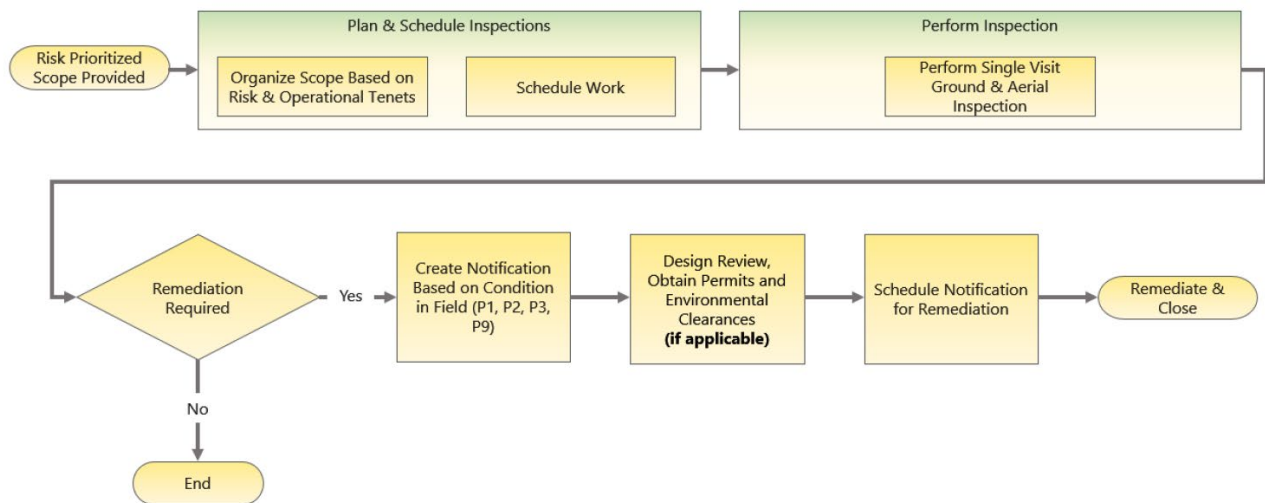 Plan & Schedule Inspections
Perform Inspection
Risk Prioritized
Scope Provided
Organize Scope Based on
Risk & Operational Tenets
Schedule Work
Perform Single Visit
Ground & Aerial
Inspection
Remediation
Required
Yes
Create Notification
Based on Condition
in Field (P1, P2, P3,
P9)
Design Review,
Obtain Permits and
Environmental
Clearances
(if applicable)
Schedule Notification
for Remediation
Remediate &
Close
No
End